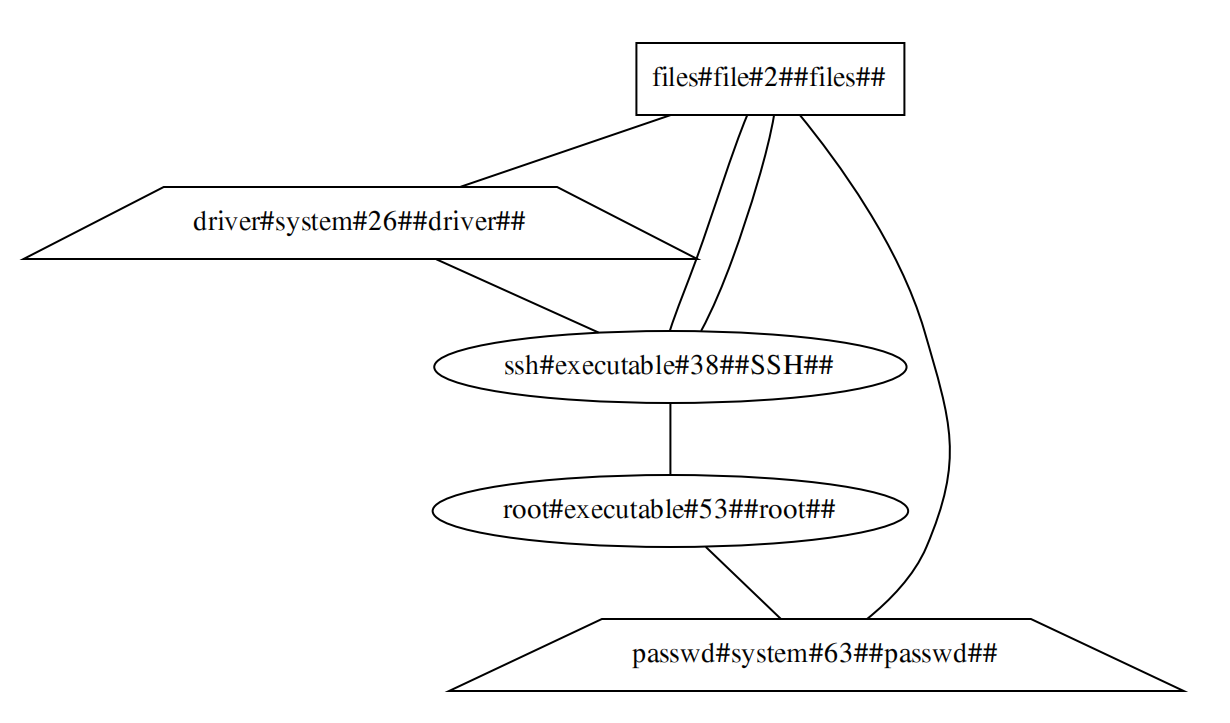 files#file#2##files##
driver#system#26##driver##
ssh#executable#38##SSH##
root#executable#53##root##
passwd#system#63##passwd##